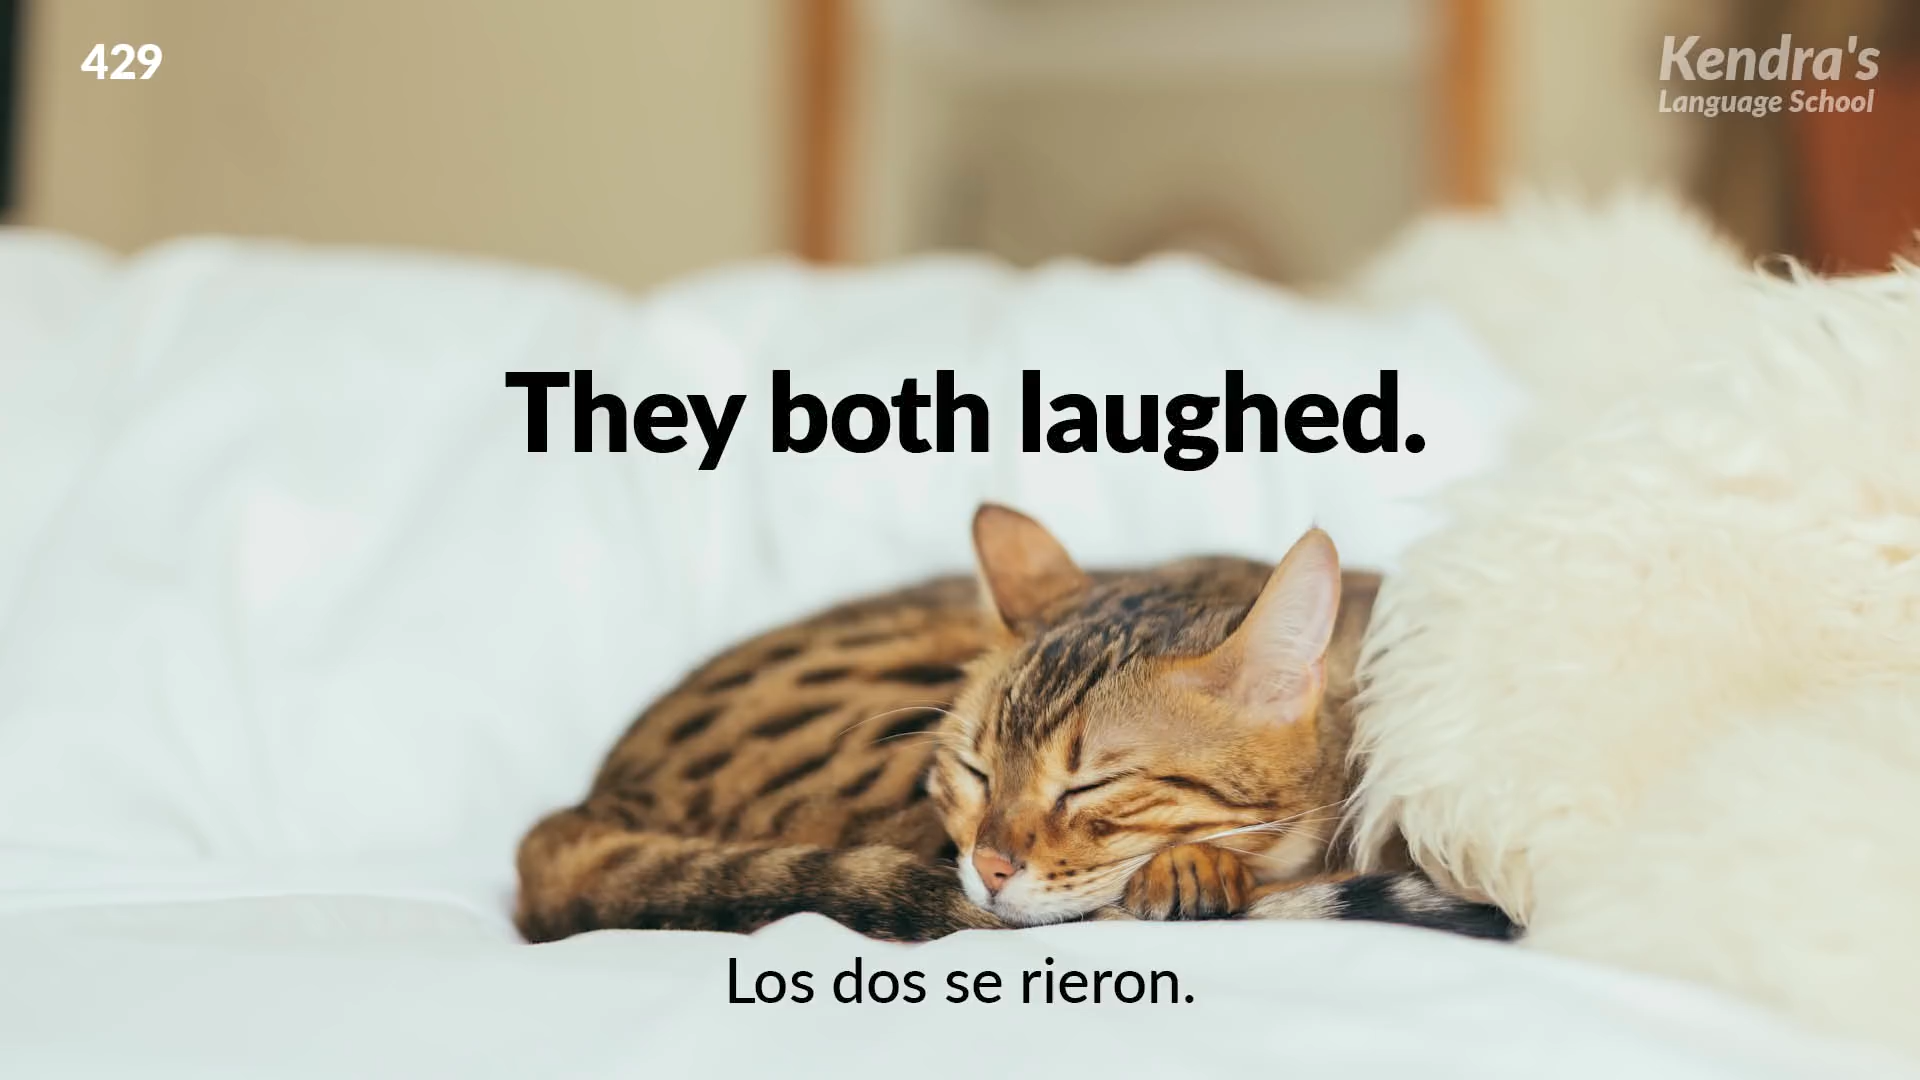 429
Kendra's
Language School
They both laughed.
Los dos se rieron.